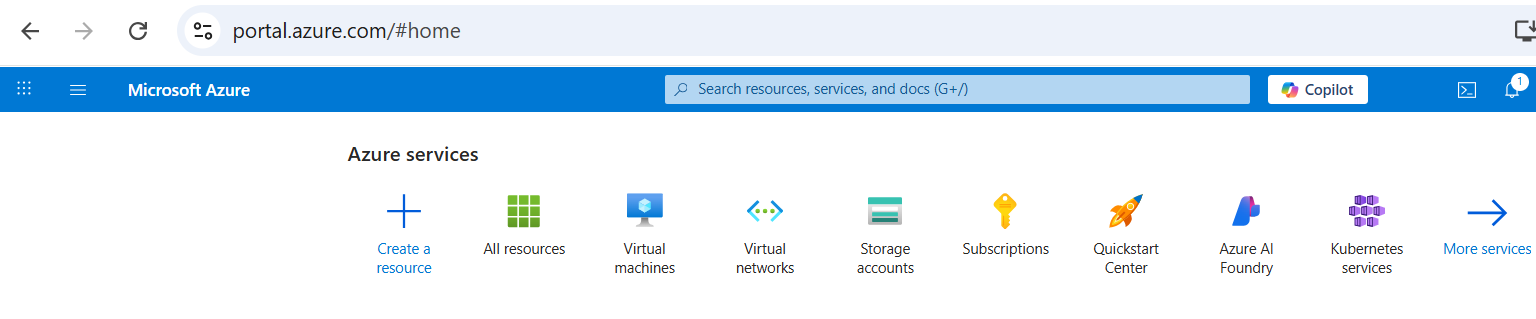 portal.azure.com/#home
Microsoft Azure
Search resources, services, and docs (G+/)
Copilot
1
Azure services
Create a
resource
All resources
Virtual
machines
Virtual
networks
Storage
accounts
Subscriptions
Quickstart
Center
Azure AI
Foundry
Kubernetes
services
More services